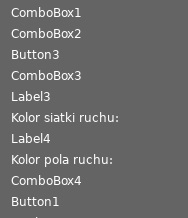 ComboBox1
ComboBox2
Button3
ComboBox3
Label3
Kolor siatki ruchu:
Label4
Kolor pola ruchu:
ComboBox4
Button1